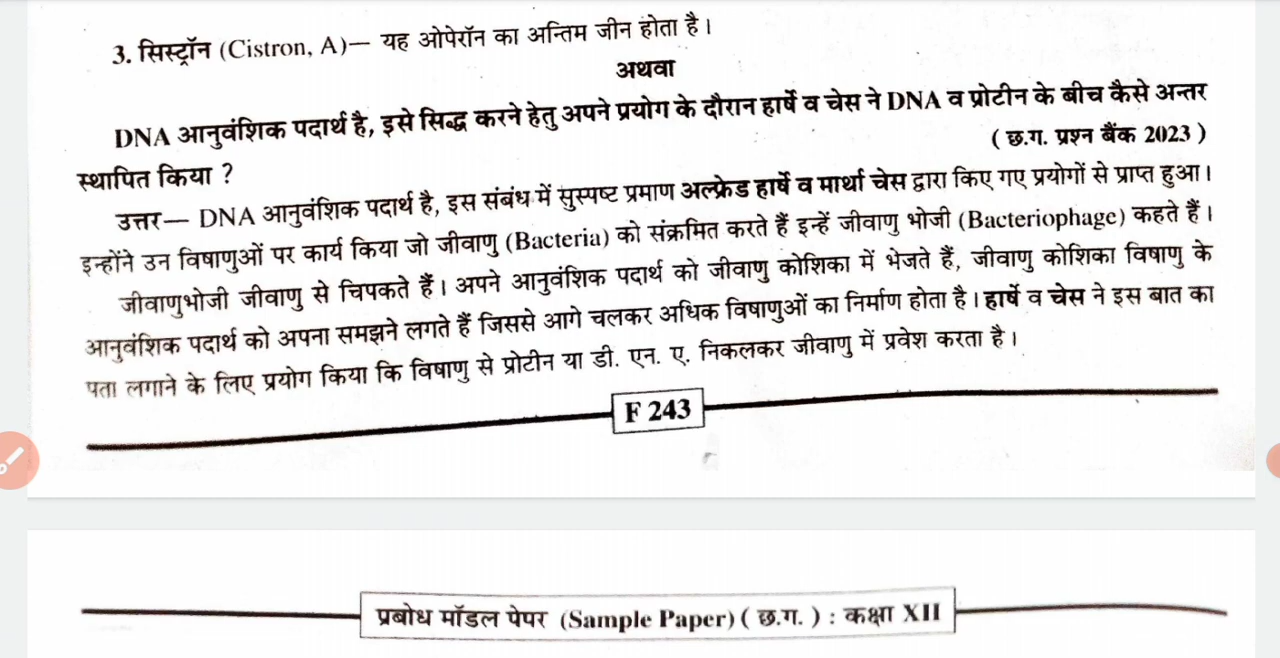 3. सिस्ट्रॉन (Cistron, A)— यह ओपेरॉन का अन्तिम जीन होता है।
अथवा
DNA आनुवंशिक पदार्थ है, इसे सिद्ध करने हेतु अपने प्रयोग के दौरान हार्षे व चेस ने DNA व प्रोटीन के बीच कैसे अन्तर
स्थापित किया ? ( छ.ग. प्रश्न बैंक 2023 )
उत्तर— DNA आनुवंशिक पदार्थ है, इस संबंध में सुस्पष्ट प्रमाण अल्फ्रेड हार्षे व मार्था चेस द्वारा किए गए प्रयोगों से प्राप्त हुआ।
इन्होंने उन विषाणुओं पर कार्य किया जो जीवाणु (Bacteria) को संक्रमित करते हैं इन्हें जीवाणु भोजी (Bacteriophage) कहते हैं।
जीवाणुभोजी जीवाणु से चिपकते हैं। अपने आनुवंशिक पदार्थ को जीवाणु कोशिका में भेजते हैं, जीवाणु कोशिका विषाणु के
आनुवंशिक पदार्थ को अपना समझने लगते हैं जिससे आगे चलकर अधिक विषाणुओं का निर्माण होता है। हार्षे व चेस ने इस बात का
पता लगाने के लिए प्रयोग किया कि विषाणु से प्रोटीन या डी. एन. ए. निकलकर जीवाणु में प्रवेश करता है।
F 243
प्रबोध मॉडल पेपर (Sample Paper) ( छ.ग. ) : कक्षा XII